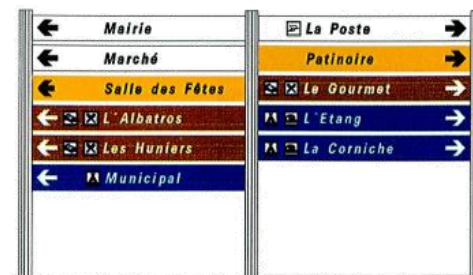 Mairie
Marché
Salle des Fêtes
L'Albatros
Les Huniers
Municipal
La Poste
Patinoire
Le Gourmet
L'Etang
La Corniche